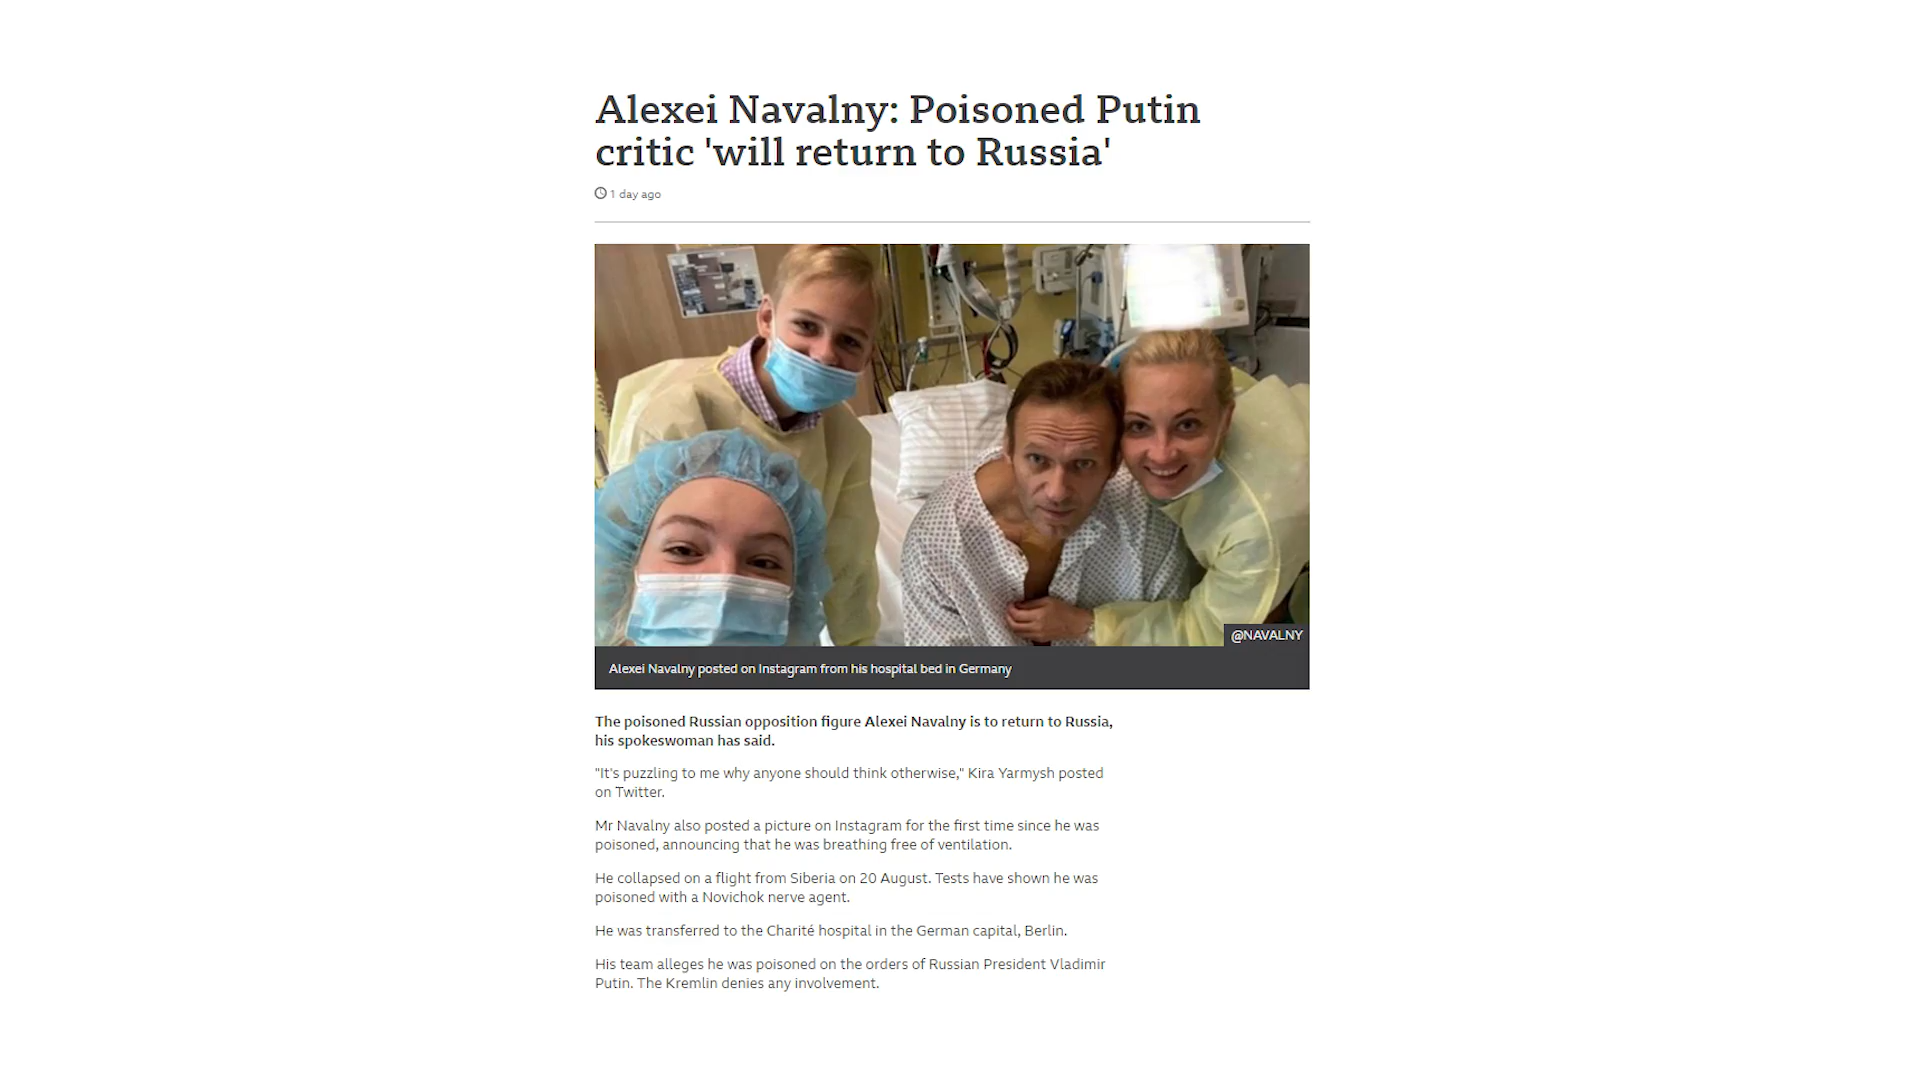 Alexei Navalny: Poisoned Putin
critic 'will return to Russia'
1 day ago
@NAVALNY
Alexei Navalny posted on Instagram from his hospital bed in Germany
The poisoned Russian opposition figure Alexei Navalny is to return to Russia,
his spokeswoman has said.
"It's puzzling to me why anyone should think otherwise," Kira Yarmysh posted
on Twitter.
Mr Navalny also posted a picture on Instagram for the first time since he was
poisoned, announcing that he was breathing free of ventilation.
He collapsed on a flight from Siberia on 20 August. Tests have shown he was
poisoned with a Novichok nerve agent.
He was transferred to the Charité hospital in the German capital, Berlin.
His team alleges he was poisoned on the orders of Russian President Vladimir
Putin. The Kremlin denies any involvement.